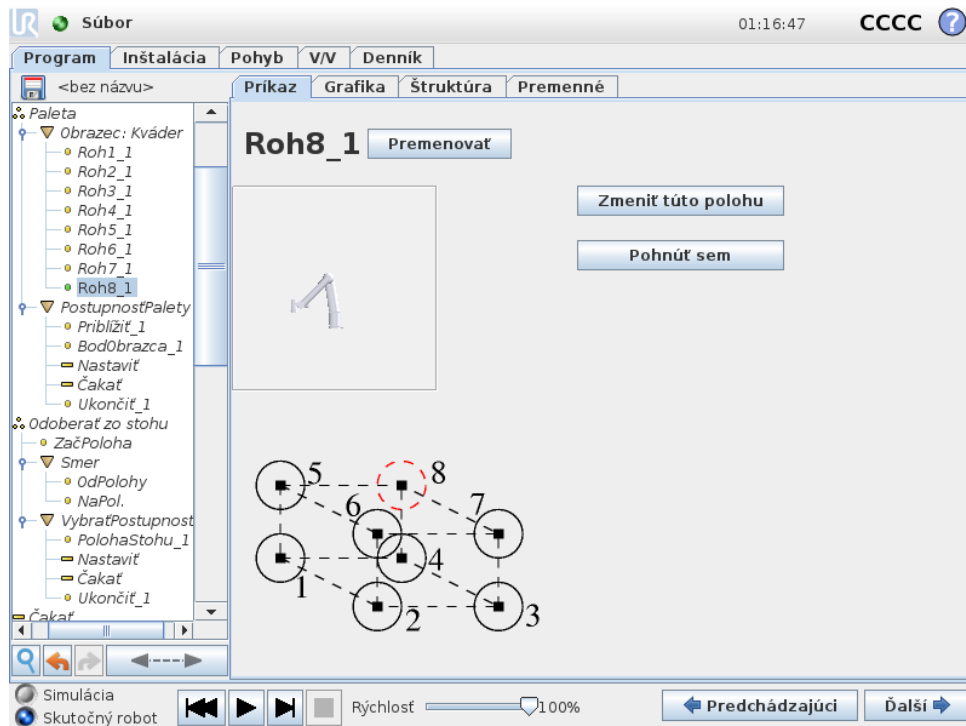 UR Súbor 01:16:47 CCCC ?
Program Inštalácia Pohyb V/V Denník
<bez názvu>
Príkaz Grafika Štruktúra Premenné
Paleta
Obrazec: Kváder
Roh1_1
Roh2_1
Roh3_1
Roh4_1
Roh5_1
Roh6_1
Roh7_1
Roh8_1
PostupnosťPalety
Priblížiť_1
BodObrazca_1
Nastaviť
Čakať
Ukončiť_1
Odoberať zo stohu
ZačPoloha
Smer
OdPolohy
NaPol.
VybraťPostupnost
PolohaStohu_1
Nastaviť
Čakať
Ukončiť_1
Čakať
Roh8_1 Premenovať
Zmeniť túto polohu
Pohnúť sem
5 8
6 7
4
1
2 3
Simulácia
Skutočný robot
Rýchlosť 100%
Predchádzajúci Ďalší